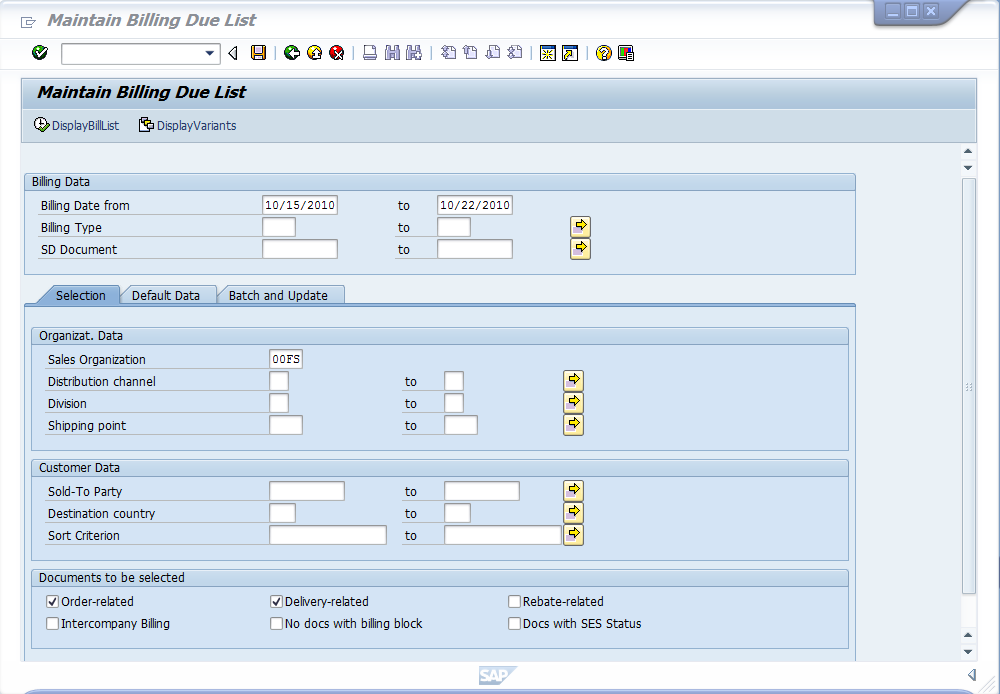 Maintain Billing Due List
Maintain Billing Due List
DisplayBillList DisplayVariants
Billing Data
Billing Date from 10/15/2010 to 10/22/2010
Billing Type to
SD Document to
Selection Default Data Batch and Update
Organizat. Data
Sales Organization 00FS
Distribution channel to
Division to
Shipping point to
Customer Data
Sold-To Party to
Destination country to
Sort Criterion to
Documents to be selected
Order-related Delivery-related Rebate-related
Intercompany Billing No docs with billing block Docs with SES Status
SAP